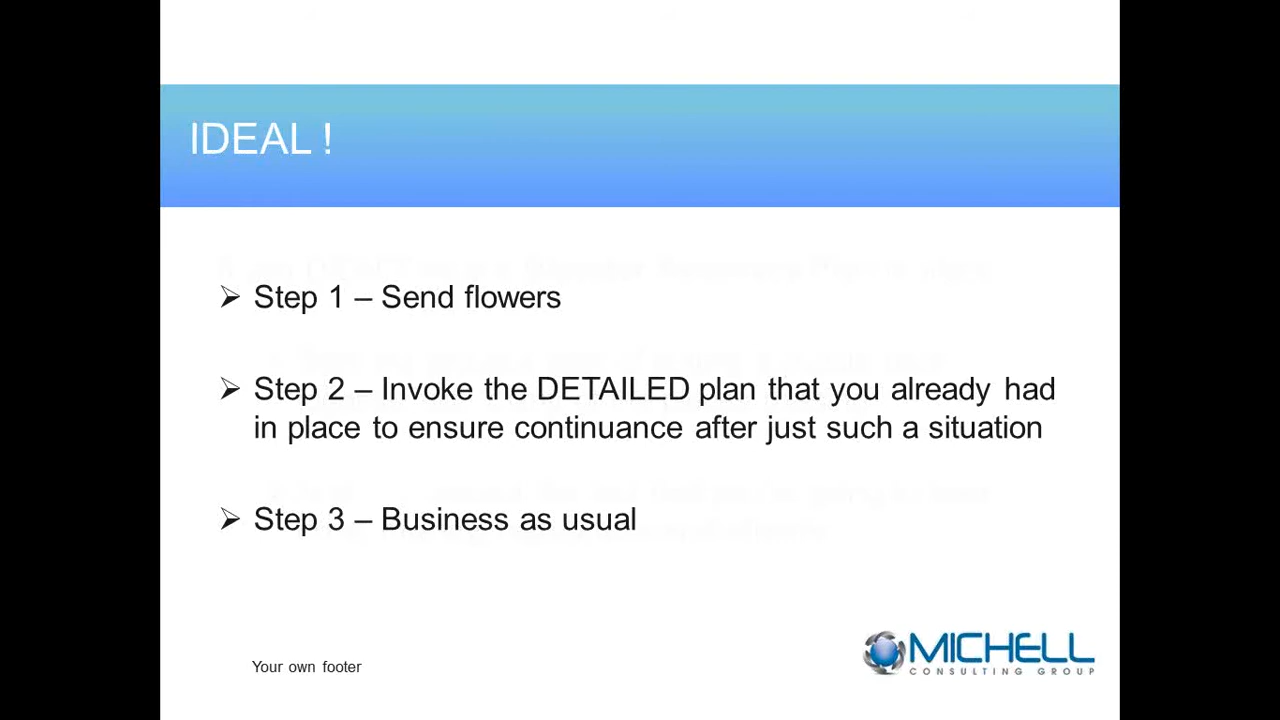 IDEAL !
➢ Step 1 – Send flowers
➢ Step 2 – Invoke the DETAILED plan that you already had
in place to ensure continuance after just such a situation
➢ Step 3 – Business as usual
Your own footer
MICHELL
CONSULTING GROUP